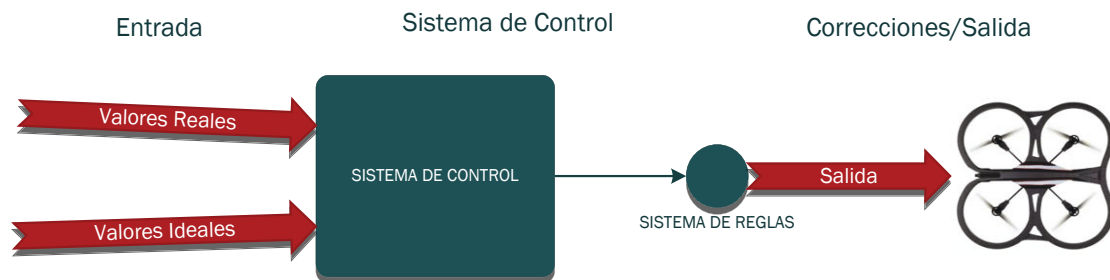 Entrada
Sistema de Control
Correcciones/Salida
Valores Reales
SISTEMA DE CONTROL
Salida
SISTEMA DE REGLAS
Valores Ideales